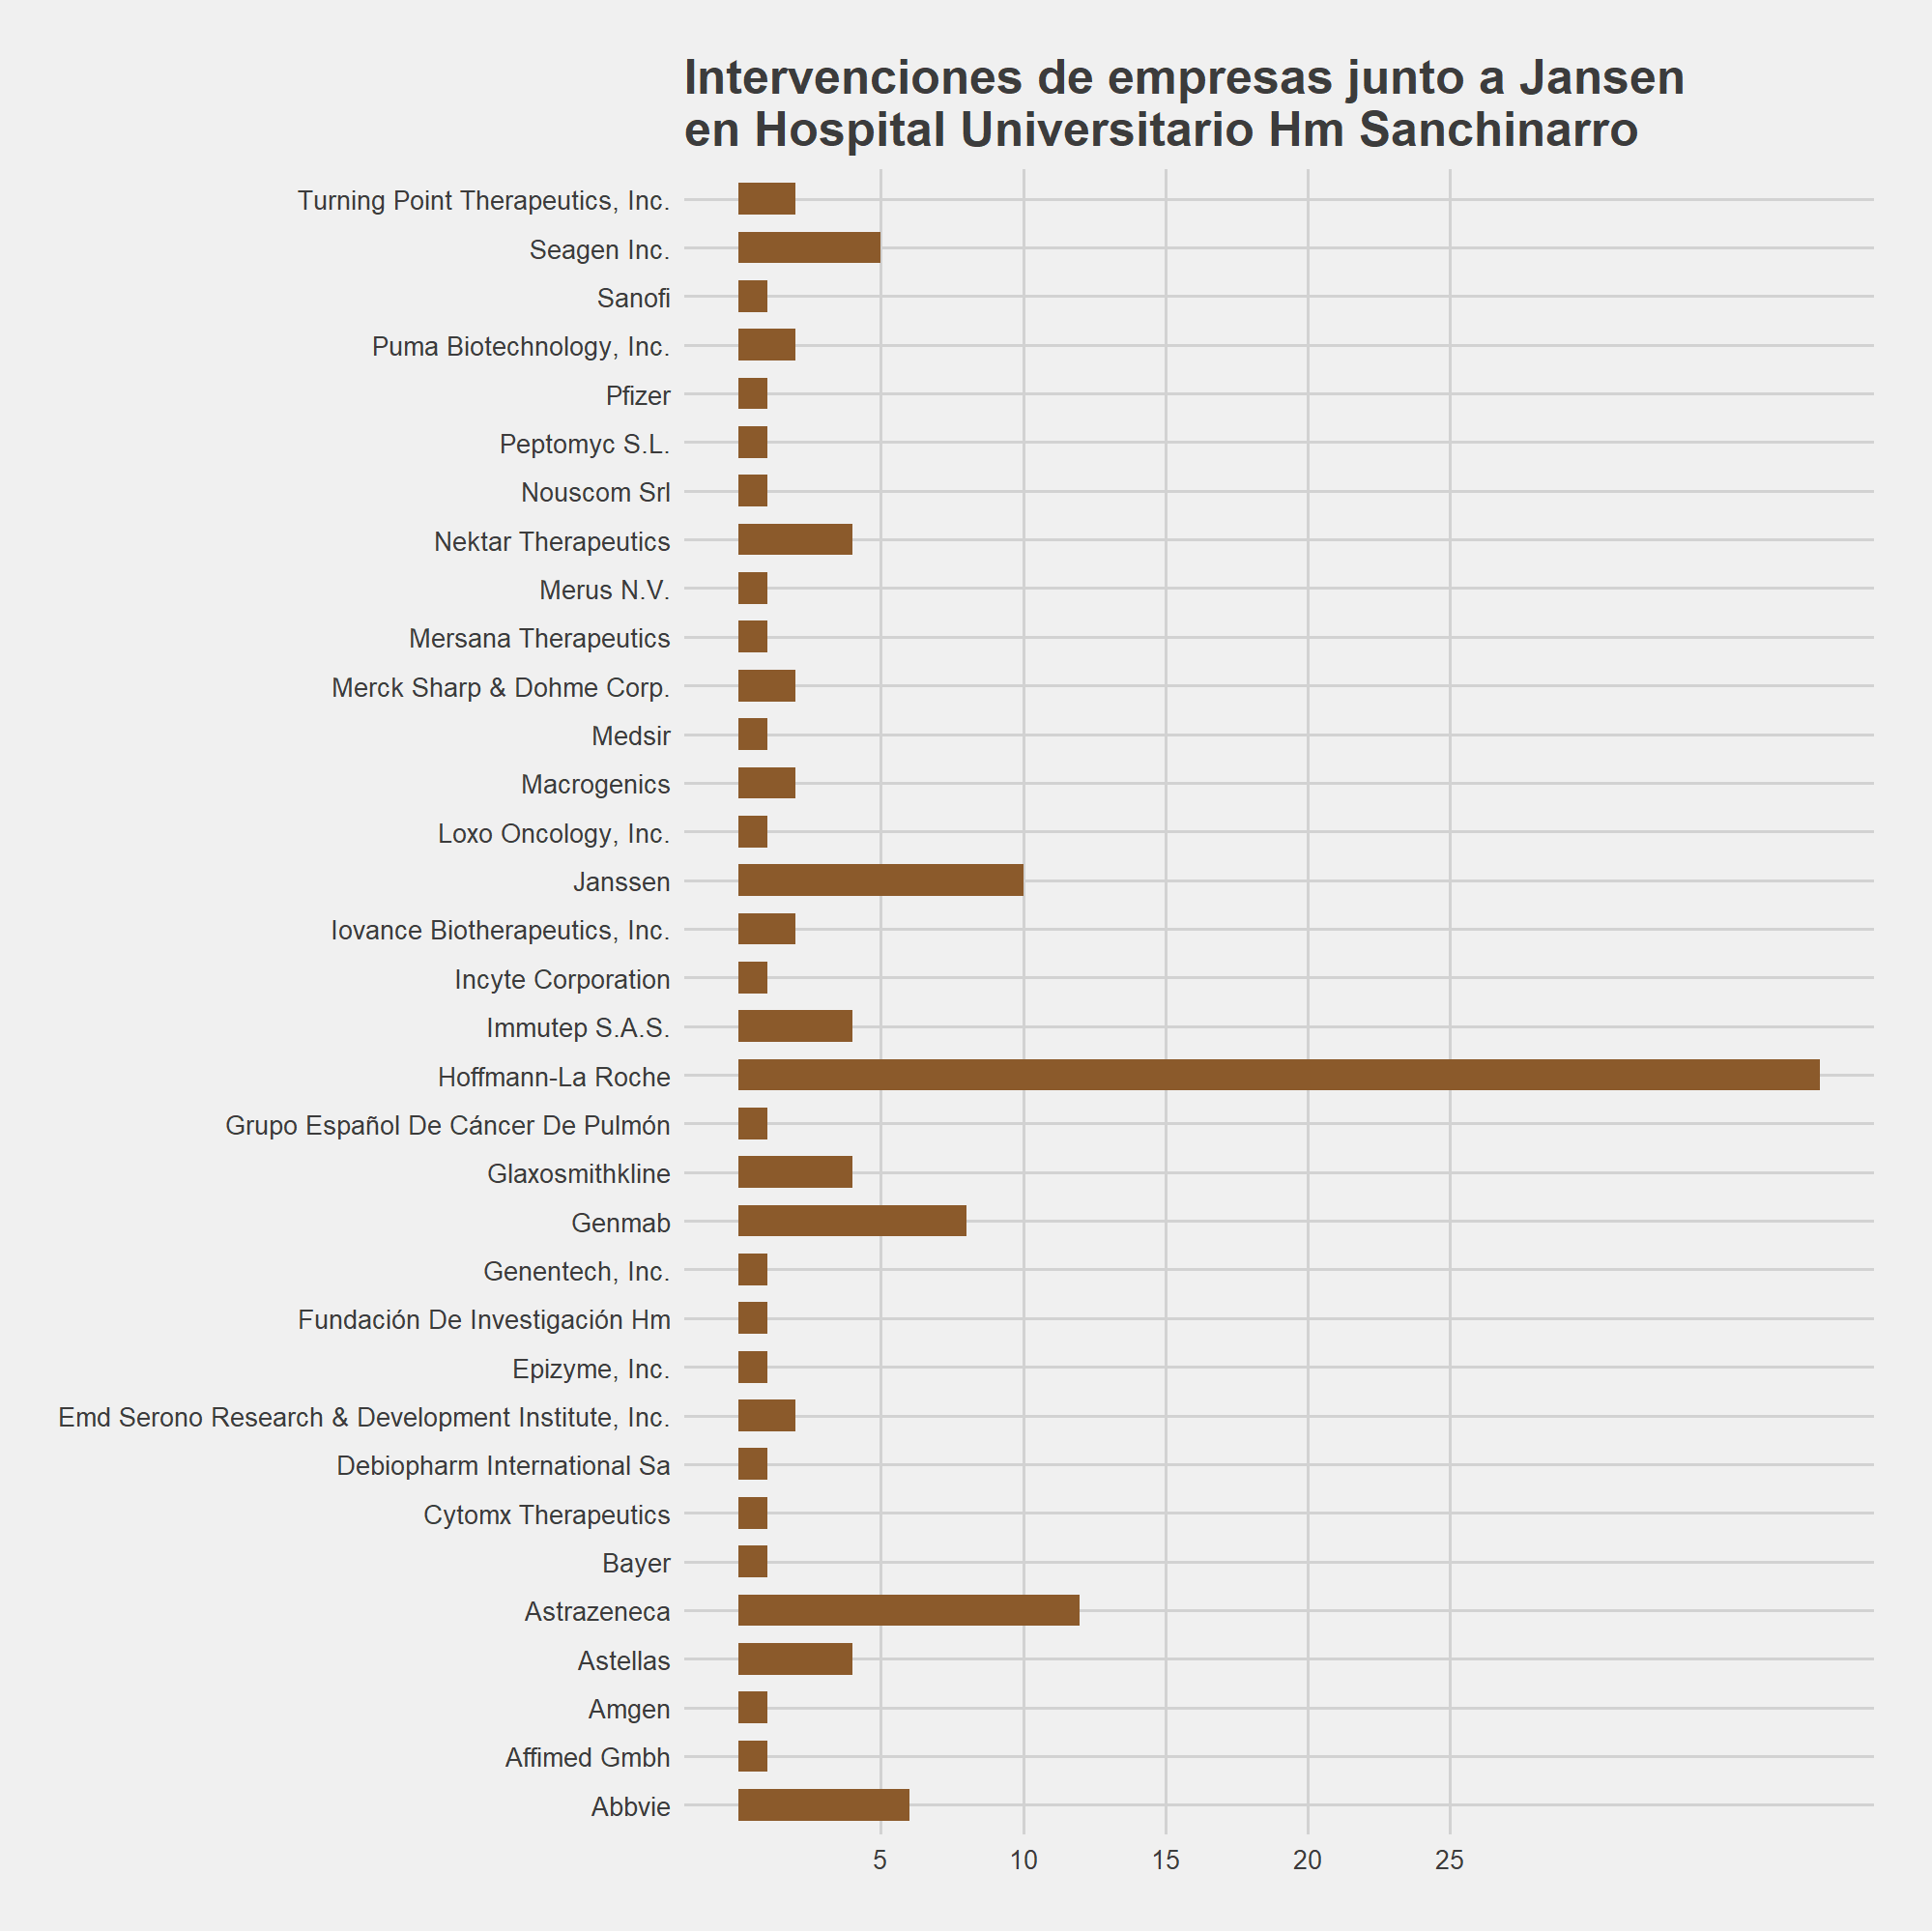 Intervenciones de empresas junto a Jansen
en Hospital Universitario Hm Sanchinarro
Turning Point Therapeutics, Inc.
Seagen Inc.
Sanofi
Puma Biotechnology, Inc.
Pfizer
Peptomyc S.L.
Nouscom Srl
Nektar Therapeutics
Merus N.V.
Mersana Therapeutics
Merck Sharp & Dohme Corp.
Medsir
Macrogenics
Loxo Oncology, Inc.
Janssen
Iovance Biotherapeutics, Inc.
Incyte Corporation
Immutep S.A.S.
Hoffmann-La Roche
Grupo Español De Cáncer De Pulmón
Glaxosmithkline
Genmab
Genentech, Inc.
Fundación De Investigación Hm
Epizyme, Inc.
Emd Serono Research & Development Institute, Inc.
Debiopharm International Sa
Cytomx Therapeutics
Bayer
Astrazeneca
Astellas
Amgen
Affimed Gmbh
Abbvie
5 10 15 20 25